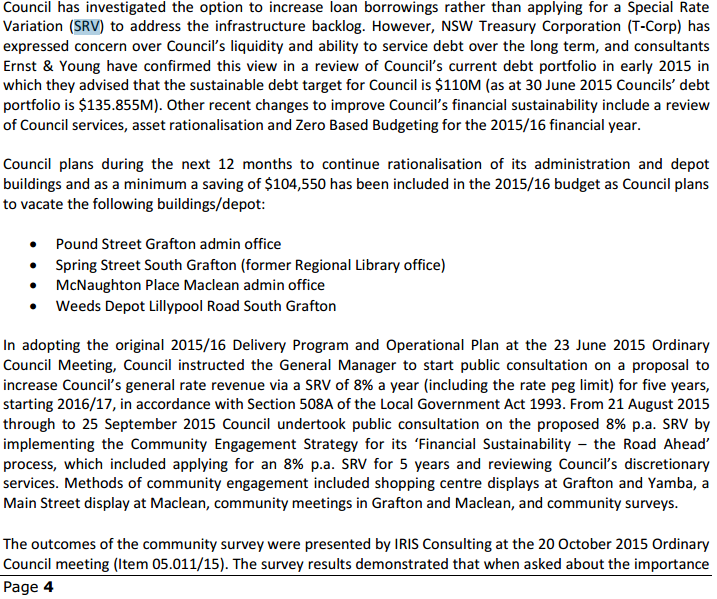 Council has investigated the option to increase loan borrowings rather than applying for a Special Rate
Variation (SRV) to address the infrastructure backlog. However, NSW Treasury Corporation (T-Corp) has
expressed concern over Council's liquidity and ability to service debt over the long term, and consultants
Ernst & Young have confirmed this view in a review of Council's current debt portfolio in early 2015 in
which they advised that the sustainable debt target for Council is $110M (as at 30 June 2015 Councils' debt
portfolio is $135.855M). Other recent changes to improve Council's financial sustainability include a review
of Council services, asset rationalisation and Zero Based Budgeting for the 2015/16 financial year.
Council plans during the next 12 months to continue rationalisation of its administration and depot
buildings and as a minimum a saving of $104,550 has been included in the 2015/16 budget as Council plans
to vacate the following buildings/depot:
• Pound Street Grafton admin office
• Spring Street South Grafton (former Regional Library office)
• McNaughton Place Maclean admin office
• Weeds Depot Lillypool Road South Grafton
In adopting the original 2015/16 Delivery Program and Operational Plan at the 23 June 2015 Ordinary
Council Meeting, Council instructed the General Manager to start public consultation on a proposal to
increase Council's general rate revenue via a SRV of 8% a year (including the rate peg limit) for five years,
starting 2016/17, in accordance with Section 508A of the Local Government Act 1993. From 21 August 2015
through to 25 September 2015 Council undertook public consultation on the proposed 8% p.a. SRV by
implementing the Community Engagement Strategy for its 'Financial Sustainability – the Road Ahead'
process, which included applying for an 8% p.a. SRV for 5 years and reviewing Council's discretionary
services. Methods of community engagement included shopping centre displays at Grafton and Yamba, a
Main Street display at Maclean, community meetings in Grafton and Maclean, and community surveys.
The outcomes of the community survey were presented by IRIS Consulting at the 20 October 2015 Ordinary
Council meeting (Item 05.011/15). The survey results demonstrated that when asked about the importance
Page 4